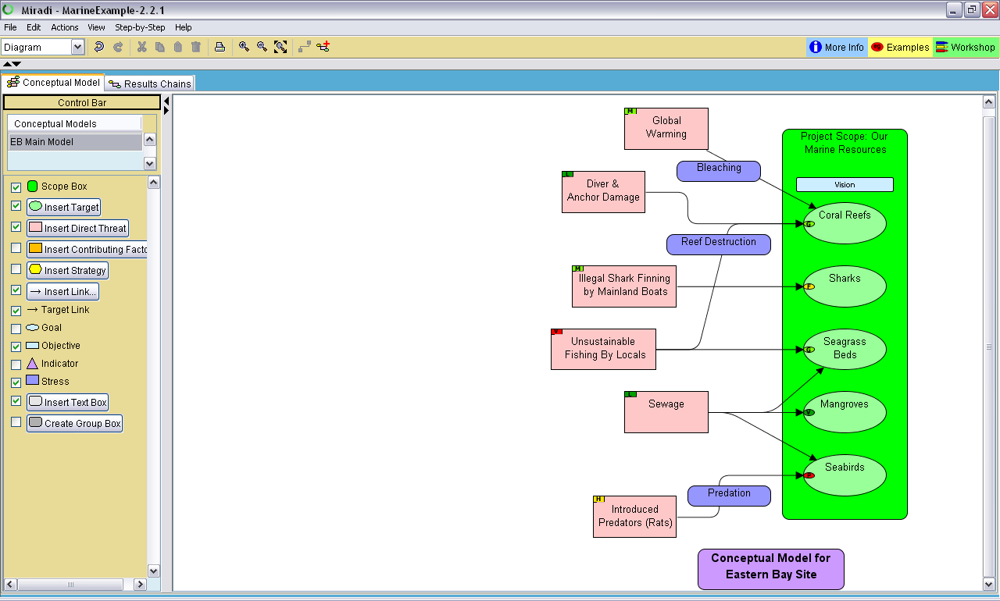 Miradi - MarineExample-2.2.1
File Edit Actions View Step-by-Step Help
Diagram
More Info
Examples
Workshop
Conceptual Model
Results Chains
Control Bar
Conceptual Models
EB Main Model
Scope Box
Insert Target
Insert Direct Threat
Insert Contributing Facto
Insert Strategy
Insert Link...
Target Link
Goal
Objective
Indicator
Stress
Insert Text Box
Create Group Box
M
Global
Warming
Bleaching
L
Diver &
Anchor Damage
Reef Destruction
M
Illegal Shark Finning
by Mainland Boats
V
Unsustainable
Fishing By Locals
L
Sewage
H
Introduced
Predators (Rats)
Predation
Project Scope: Our
Marine Resources
Vision
Coral Reefs
G
Sharks
F
Seagrass
Beds
G
Mangroves
V
Seabirds
P
Conceptual Model for
Eastern Bay Site